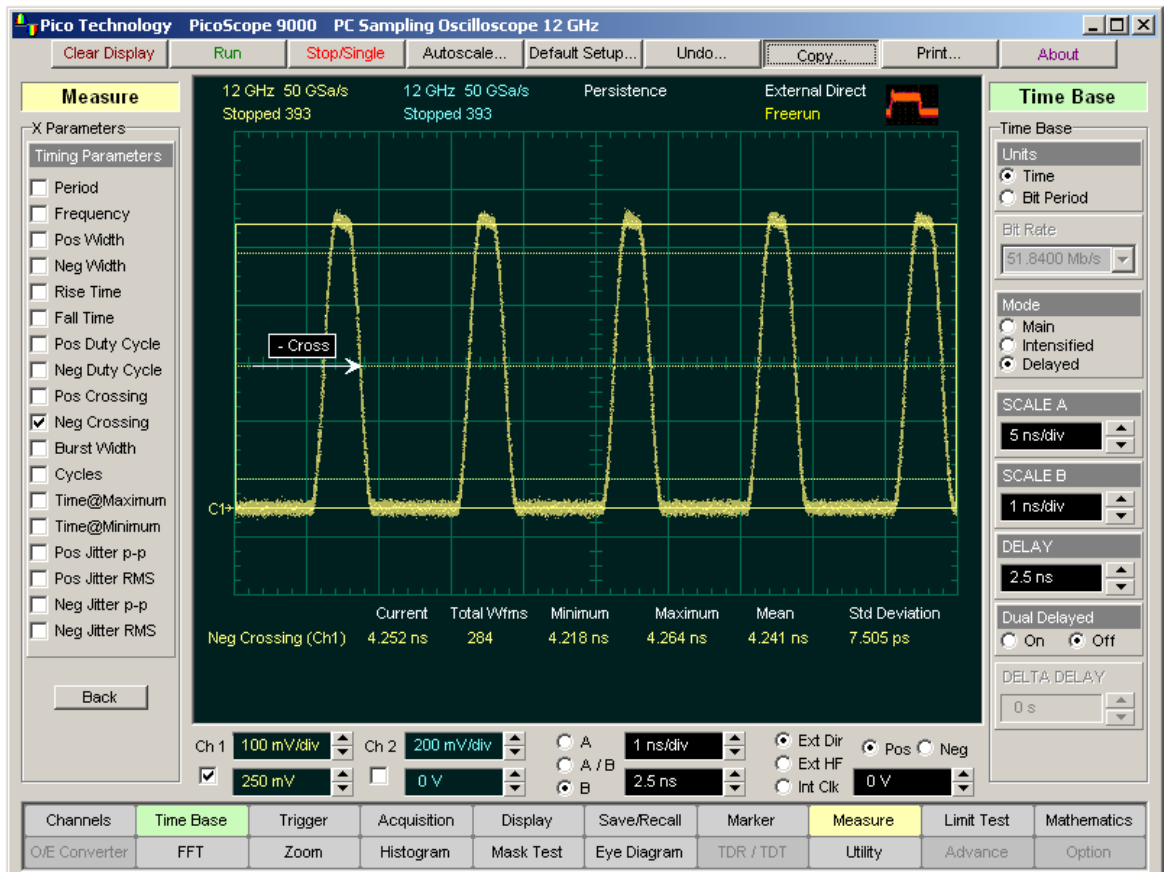 Pico Technology PicoScope 9000 PC Sampling Oscilloscope 12 GHz
Clear Display Run Stop/Single Autoscale... Default Setup... Undo... Copy... Print... About
Measure
X Parameters
Timing Parameters
Period
Frequency
Pos Width
Neg Width
Rise Time
Fall Time
Pos Duty Cycle
Neg Duty Cycle
Pos Crossing
Neg Crossing
Burst Width
Cycles
Time@Maximum
Time@Minimum
Pos Jitter p-p
Pos Jitter RMS
Neg Jitter p-p
Neg Jitter RMS
Back
12 GHz 50 GSa/s 12 GHz 50 GSa/s Persistence External Direct
Stopped 393 Stopped 393 Freerun
- Cross
C1
Current Total Wfms Minimum Maximum Mean Std Deviation
Neg Crossing (Ch1) 4.252 ns 284 4.218 ns 4.264 ns 4.241 ns 7.505 ps
Time Base
Time Base
Units
Time
Bit Period
Bit Rate
51.8400 Mb/s
Mode
Main
Intensified
Delayed
SCALE A
5 ns/div
SCALE B
1 ns/div
DELAY
2.5 ns
Dual Delayed
On Off
DELTA DELAY
0 s
Ch 1 100 mV/div Ch 2 200 mV/div A 1 ns/div Ext Dir Pos Neg
A / B Ext HF
250 mV 0 V B 2.5 ns Int Clk 0 V
Channels Time Base Trigger Acquisition Display Save/Recall Marker Measure Limit Test Mathematics
O/E Converter FFT Zoom Histogram Mask Test Eye Diagram TDR / TDT Utility Advance Option